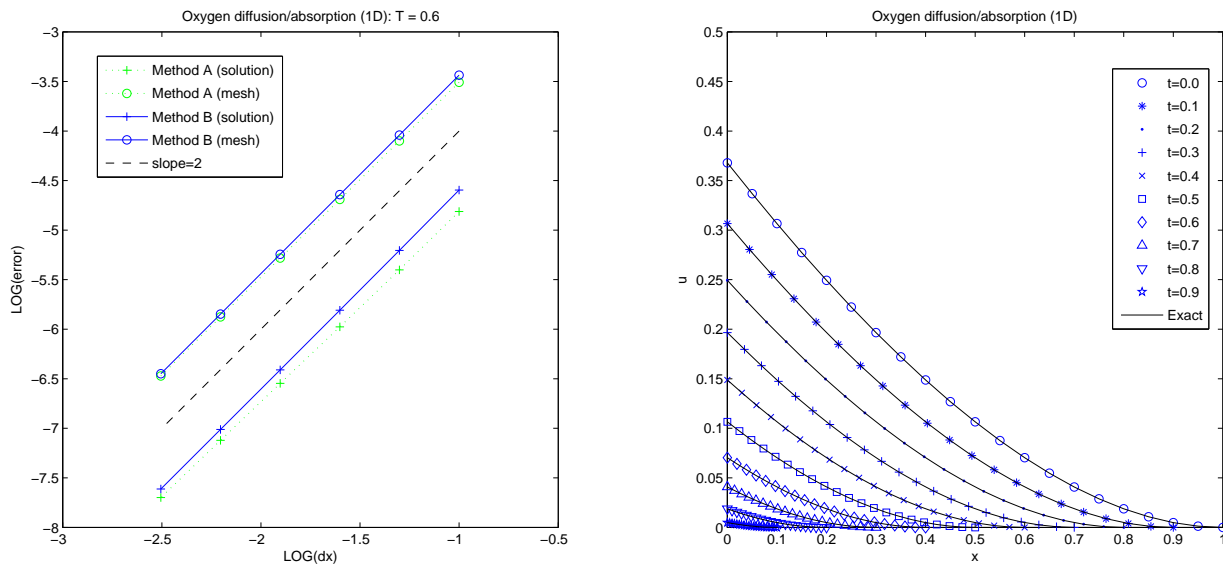 Oxygen diffusion/absorption (1D): T = 0.6
−3
−3.5
−4
−4.5
−5
−5.5
−6
−6.5
−7
−7.5
−8
LOG(error)
Method A (solution)
Method A (mesh)
Method B (solution)
Method B (mesh)
slope=2
−3 −2.5 −2 −1.5 −1 −0.5
LOG(dx)
Oxygen diffusion/absorption (1D)
0.5
0.45
0.4
0.35
0.3
0.25
0.2
0.15
0.1
0.05
0
u
t=0.0
t=0.1
t=0.2
t=0.3
t=0.4
t=0.5
t=0.6
t=0.7
t=0.8
t=0.9
Exact
0 0.1 0.2 0.3 0.4 0.5 0.6 0.7 0.8 0.9 1
x